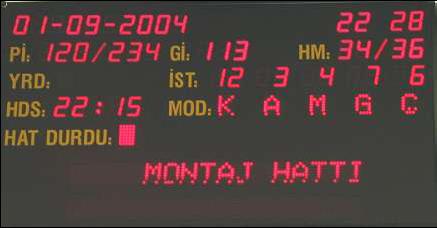 01-09-2004 22 28
Pİ: 120/234 Gİ: 113 HM: 34/36
YRD: İST: 12 3 4 7 6
HDS: 22:15 MOD: K A M G C
HAT DURDU:
MONTAJ HATTI